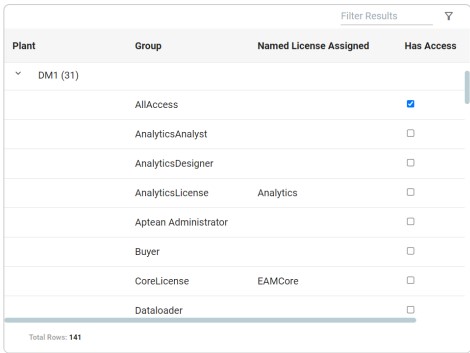 Filter Results
Plant Group Named License Assigned Has Access
DM1 (31)
AllAccess
AnalyticsAnalyst
AnalyticsDesigner
AnalyticsLicense Analytics
Aptean Administrator
Buyer
CoreLicense EAMCore
Dataloader
Total Rows: 141